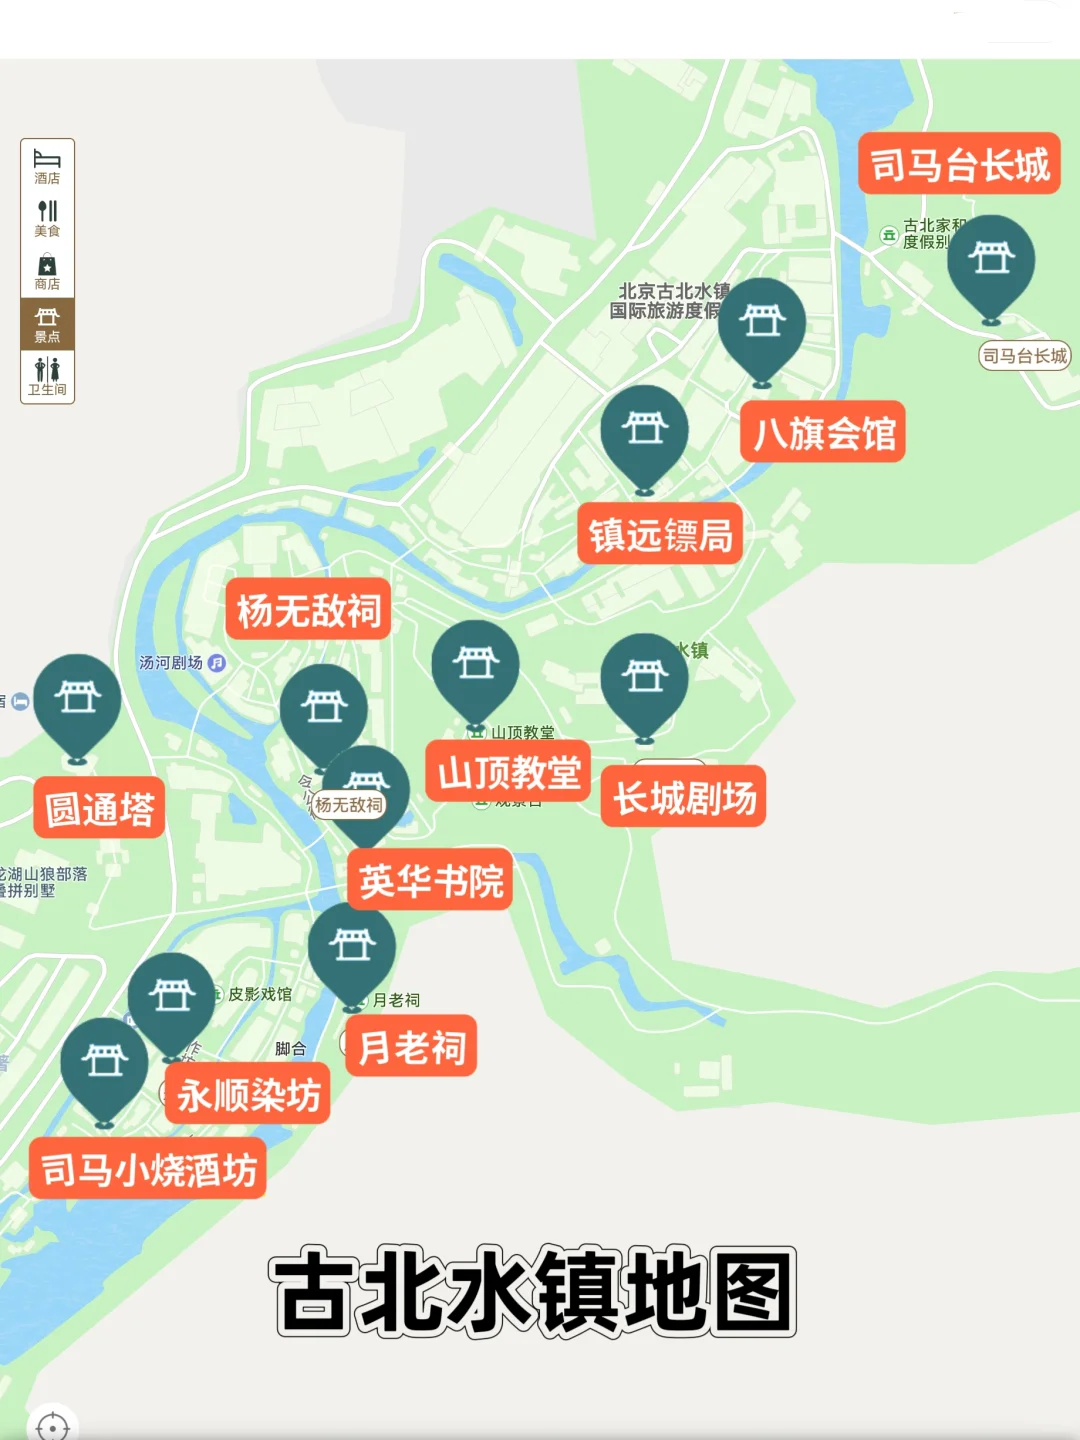 酒店
美食
商店
景点
卫生间
司马台长城
古北家和
度假别
司马台长城
北京古北水镇
国际旅游度假
八旗会馆
镇远镖局
杨无敌祠
汤河剧场
水镇
圆通塔
山顶教堂
山顶教堂
长城剧场
杨无敌祠
英华书院
龙湖山狼部落
叠拼别墅
皮影戏馆
月老祠
月老祠
脚合
永顺染坊
司马小烧酒坊
古北水镇地图